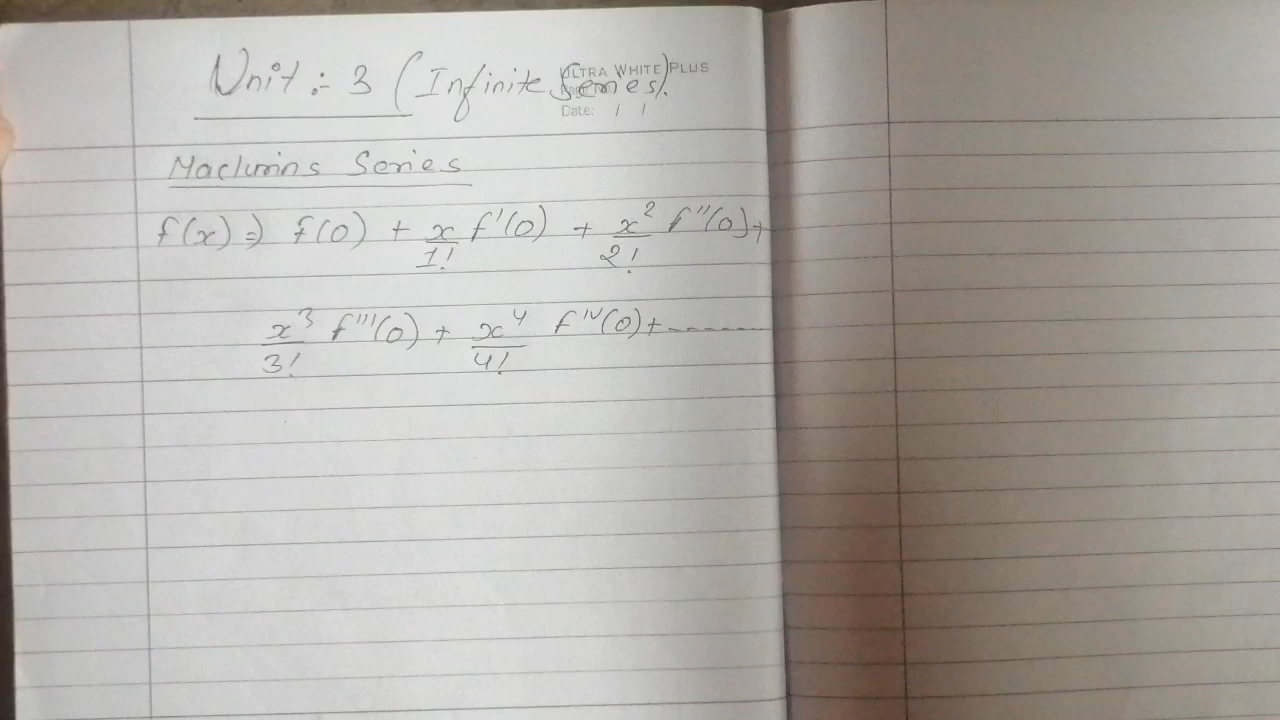 Unit :- 3 (Infinite Series).
ULTRA WHITE PLUS
Date: / /
Maclurins Series
f(x) ⇒ f(0) + x/1! f'(0) + x²/2! f''(0) +
x³/3! f'''(0) + x⁴/4! f'ᵛ(0) + -------